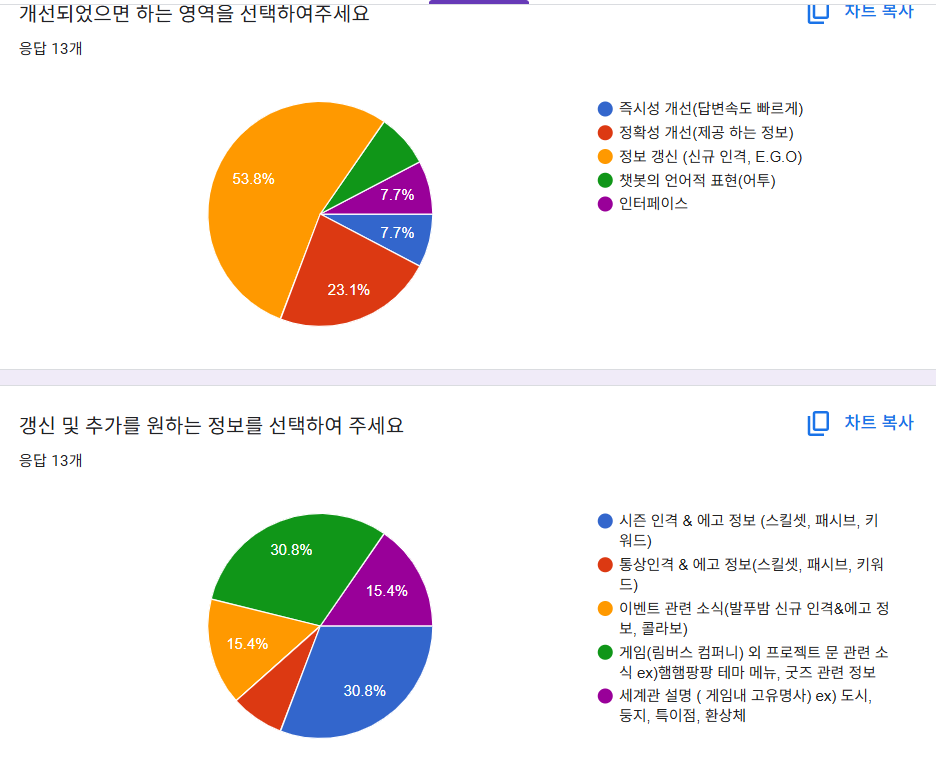 개선되었으면 하는 영역을 선택하여주세요
차트 복사
응답 13개
53.8%
7.7%
7.7%
23.1%
즉시성 개선(답변속도 빠르게)
정확성 개선(제공 하는 정보)
정보 갱신 (신규 인격, E.G.O)
챗봇의 언어적 표현(어투)
인터페이스
갱신 및 추가를 원하는 정보를 선택하여 주세요
차트 복사
응답 13개
30.8%
15.4%
15.4%
30.8%
시즌 인격 & 에고 정보 (스킬셋, 패시브, 키
워드)
통상인격 & 에고 정보(스킬셋, 패시브, 키워
드)
이벤트 관련 소식(발푸밤 신규 인격&에고 정
보, 콜라보)
게임(림버스 컴퍼니) 외 프로젝트 문 관련 소
식 ex)햄햄팡팡 테마 메뉴, 굿즈 관련 정보
세계관 설명 ( 게임내 고유명사) ex) 도시,
둥지, 특이점, 환상체